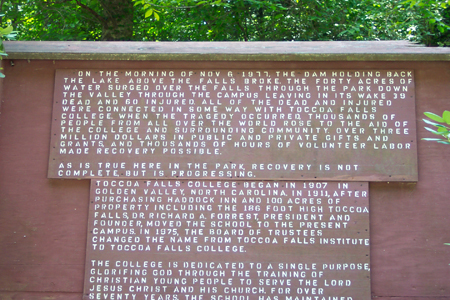 ON THE MORNING OF NOV 6, 1977, THE DAM HOLDING BACK
THE LAKE ABOVE THE FALLS BROKE. THE FORTY ACRES OF
WATER SURGED OVER THE FALLS THROUGH THE PARK DOWN
THE VALLEY THROUGH THE CAMPUS LEAVING IN ITS WAKE 39
DEAD AND 60 INJURED. ALL OF THE DEAD AND INJURED
WERE CONNECTED IN SOME WAY WITH TOCCOA FALLS
COLLEGE. WHEN THE TRAGEDY OCCURRED, THOUSANDS OF
PEOPLE FROM ALL OVER THE WORLD ROSE TO THE AID OF
THE COLLEGE AND SURROUNDING COMMUNITY. OVER THREE
MILLION DOLLARS IN PUBLIC AND PRIVATE GIFTS AND
GRANTS, AND THOUSANDS OF HOURS OF VOLUNTEER LABOR
MADE RECOVERY POSSIBLE.
AS IS TRUE HERE IN THE PARK, RECOVERY IS NOT
COMPLETE, BUT IS PROGRESSING.
TOCCOA FALLS COLLEGE BEGAN IN 1907 IN
GOLDEN VALLEY, NORTH CAROLINA. IN 1911, AFTER
PURCHASING HADDOCK INN AND 100 ACRES OF
PROPERTY INCLUDING THE 186 FOOT HIGH TOCCOA
FALLS, DR. RICHARD A. FORREST, PRESIDENT AND
FOUNDER, MOVED THE SCHOOL TO THE PRESENT
CAMPUS. IN 1975, THE BOARD OF TRUSTEES
CHANGED THE NAME FROM TOCCOA FALLS INSTITUTE
TO TOCCOA FALLS COLLEGE.
THE COLLEGE IS DEDICATED TO A SINGLE PURPOSE,
GLORIFYING GOD THROUGH THE TRAINING OF
CHRISTIAN YOUNG PEOPLE TO SERVE THE LORD
JESUS CHRIST AND HIS CHURCH. FOR OVER
SEVENTY YEARS, THE SCHOOL HAS MAINTAINED